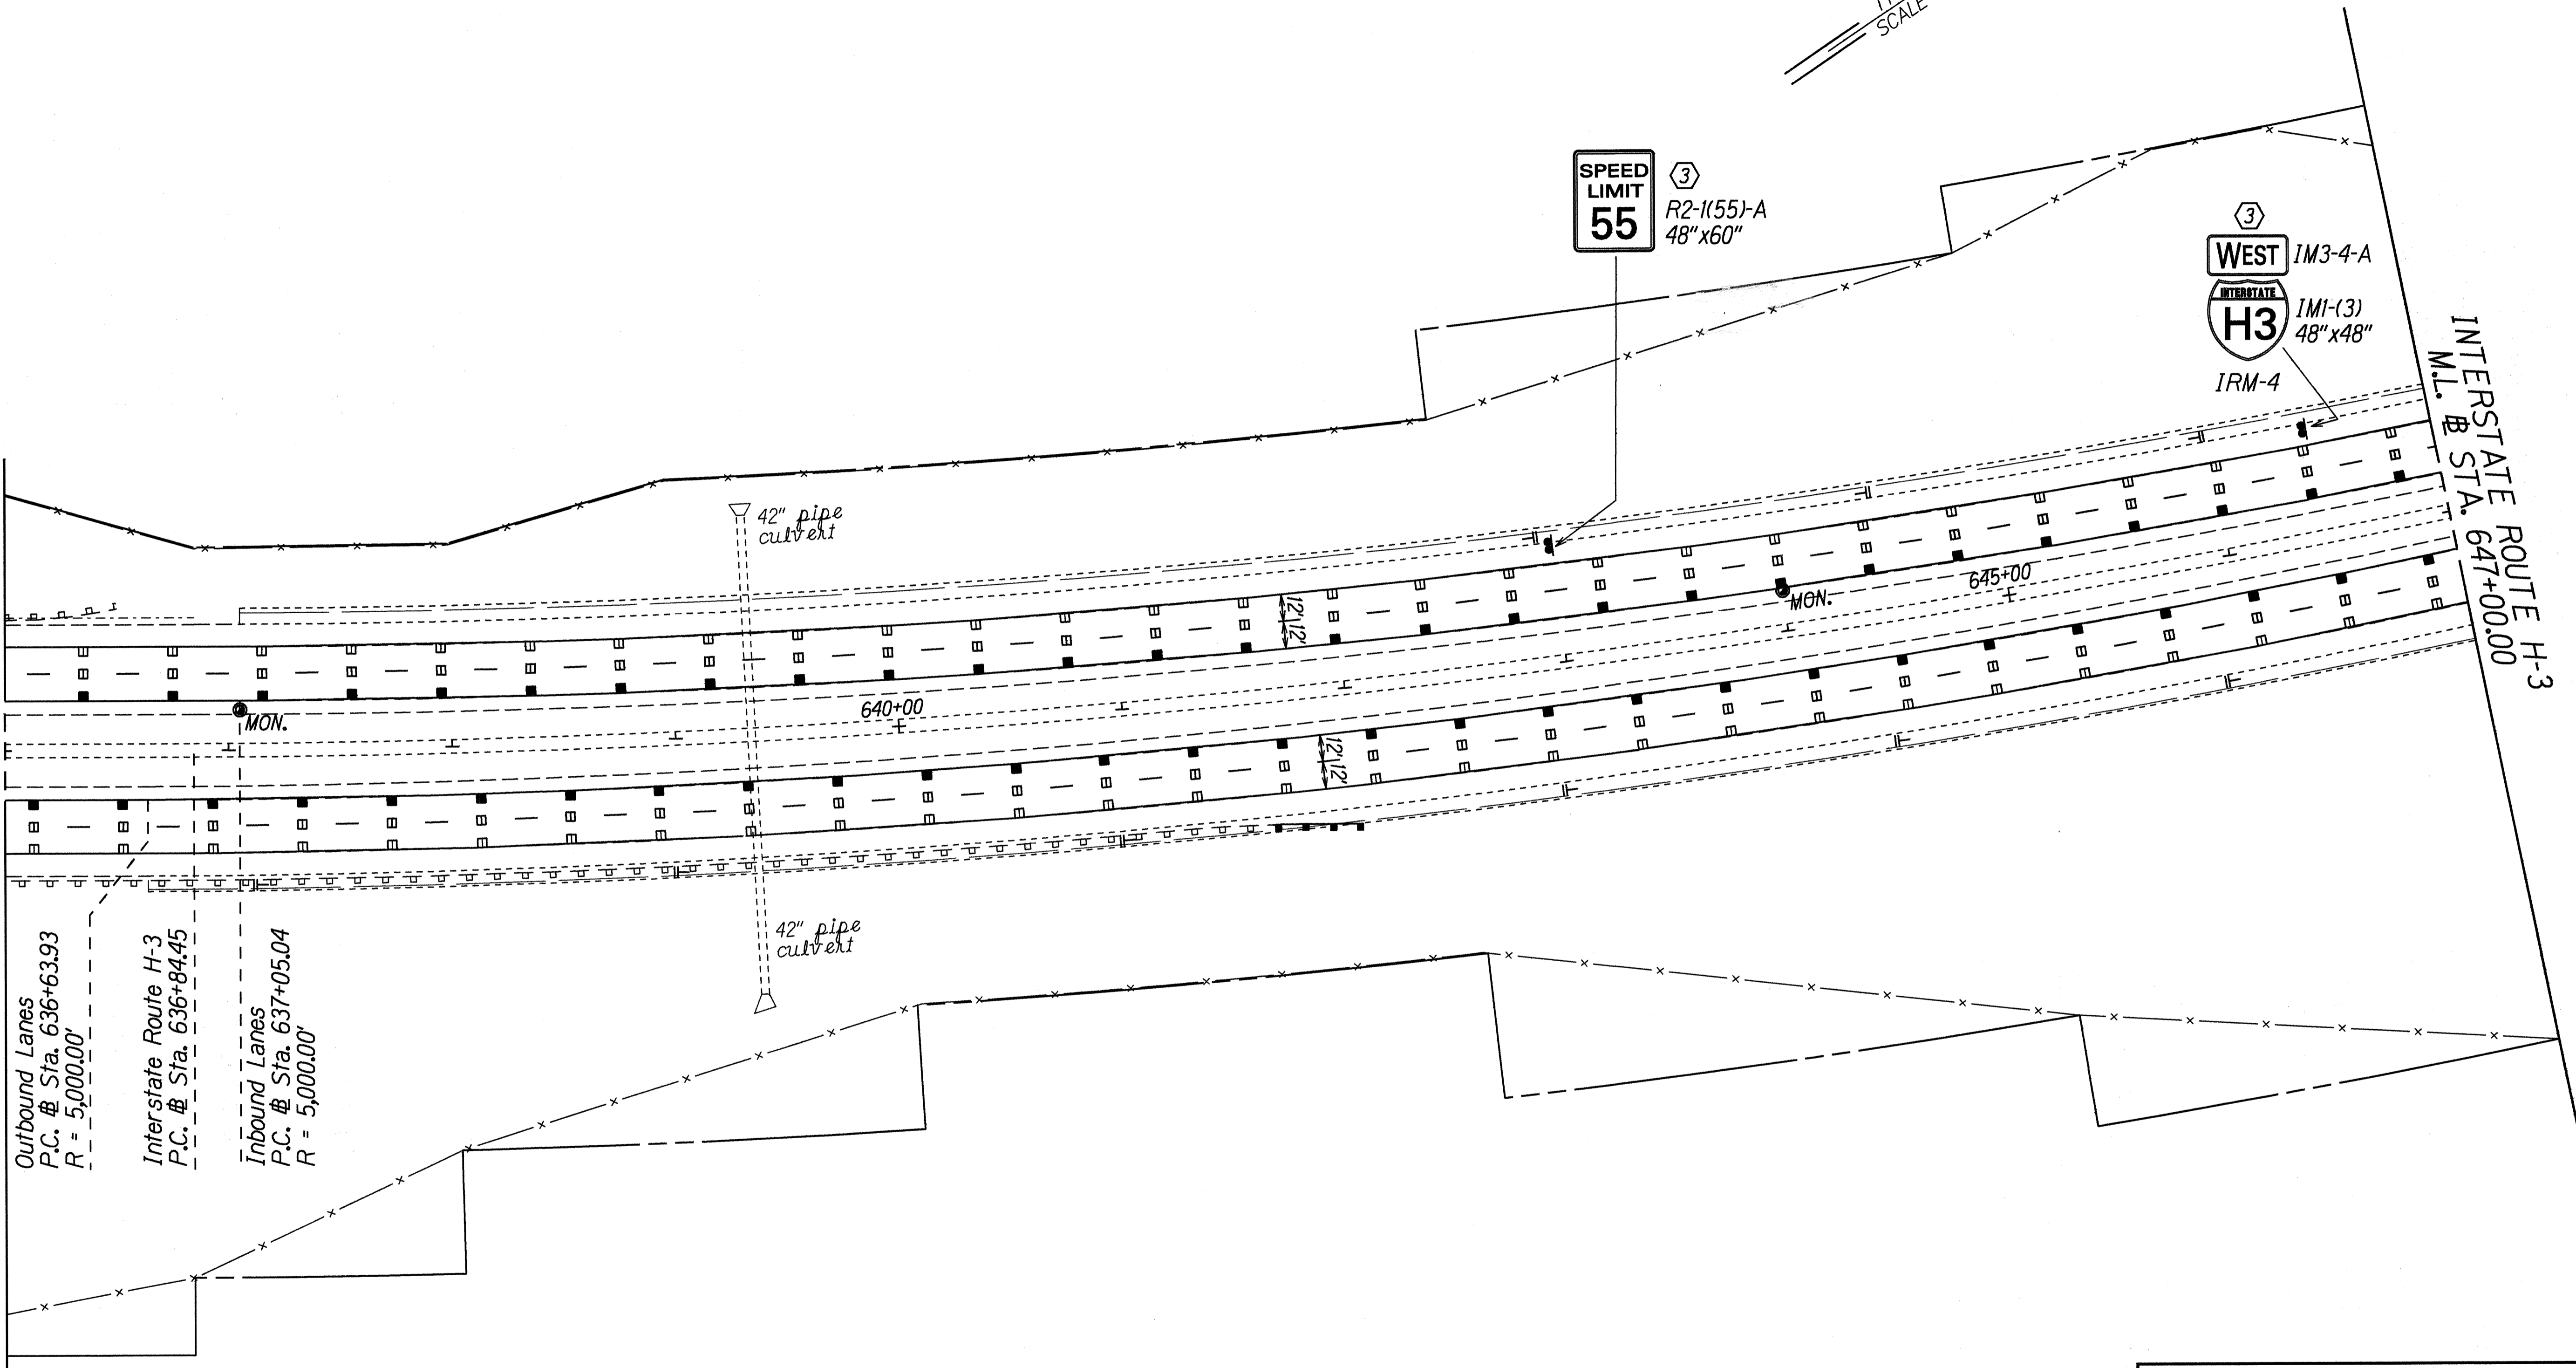 SCALE
SPEED
LIMIT
55
3
R2-1(55)-A
48"x60"
3
WEST
IM3-4-A
INTERSTATE
H3
IM1-(3)
48"x48"
IRM-4
INTERSTATE ROUTE H-3
M.L. B STA. 647+00.00
42" pipe
culvert
12' 12'
MON.
645+00
MON.
640+00
12' 12'
42" pipe
culvert
Outbound Lanes
P.C. B Sta. 636+63.93
R = 5,000.00'
Interstate Route H-3
P.C. B Sta. 636+84.45
Inbound Lanes
P.C. B Sta. 637+05.04
R = 5,000.00'